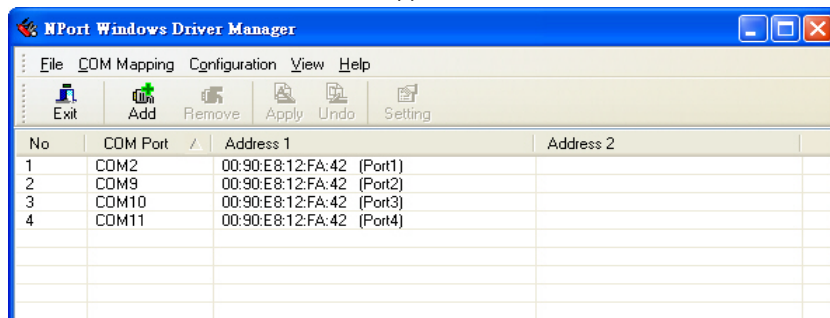 NPort Windows Driver Manager
File COM Mapping Configuration View Help
Exit Add Remove Apply Undo Setting
No COM Port Address 1 Address 2
1 COM2 00:90:E8:12:FA:42 (Port1)
2 COM9 00:90:E8:12:FA:42 (Port2)
3 COM10 00:90:E8:12:FA:42 (Port3)
4 COM11 00:90:E8:12:FA:42 (Port4)